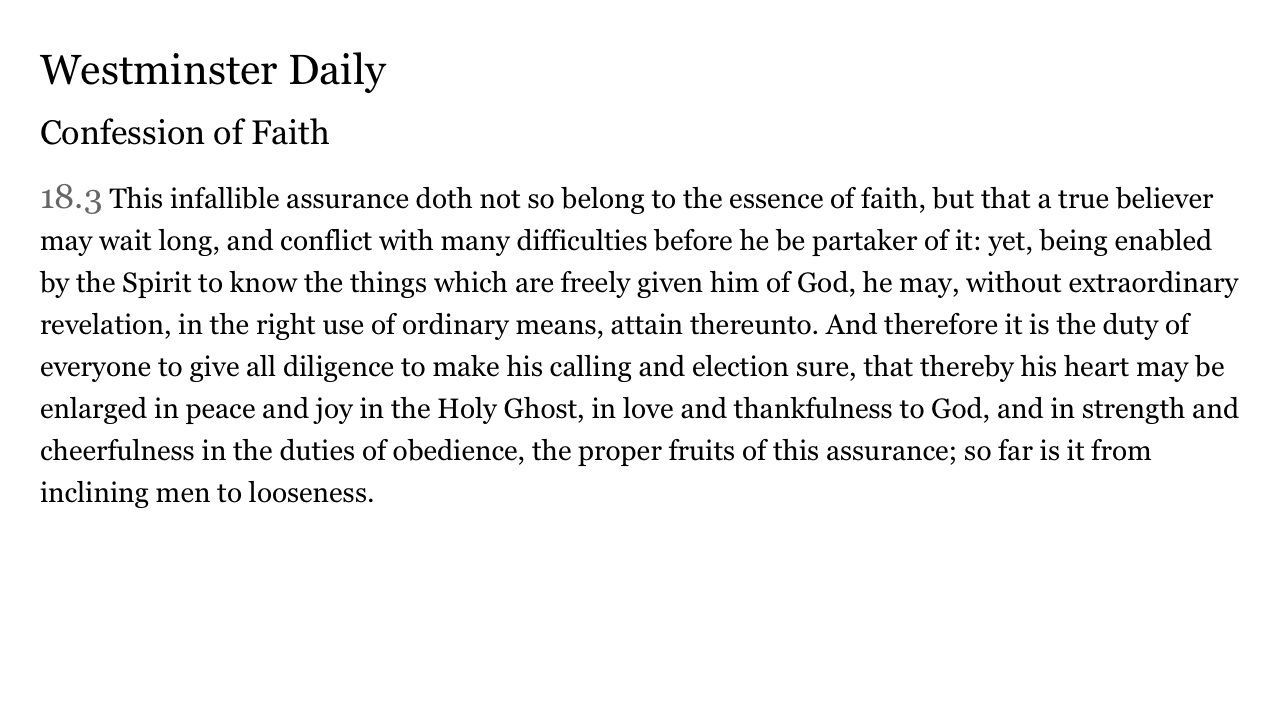 Westminster Daily
Confession of Faith
18.3 This infallible assurance doth not so belong to the essence of faith, but that a true believer
may wait long, and conflict with many difficulties before he be partaker of it: yet, being enabled
by the Spirit to know the things which are freely given him of God, he may, without extraordinary
revelation, in the right use of ordinary means, attain thereunto. And therefore it is the duty of
everyone to give all diligence to make his calling and election sure, that thereby his heart may be
enlarged in peace and joy in the Holy Ghost, in love and thankfulness to God, and in strength and
cheerfulness in the duties of obedience, the proper fruits of this assurance; so far is it from
inclining men to looseness.